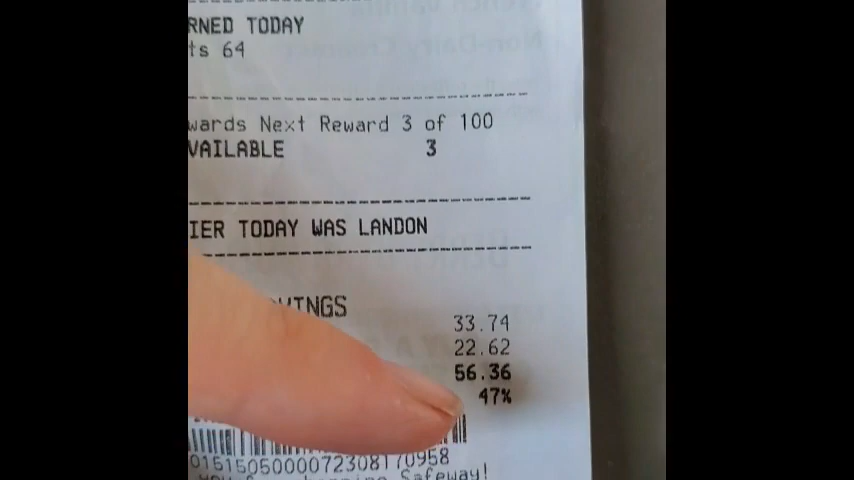 RNED TODAY
ts 64
wards Next Reward 3 of 100
VAILABLE 3
IER TODAY WAS LANDON
VINGS
33.74
22.62
56.36
47%
01615050000072308170958
Safeway!